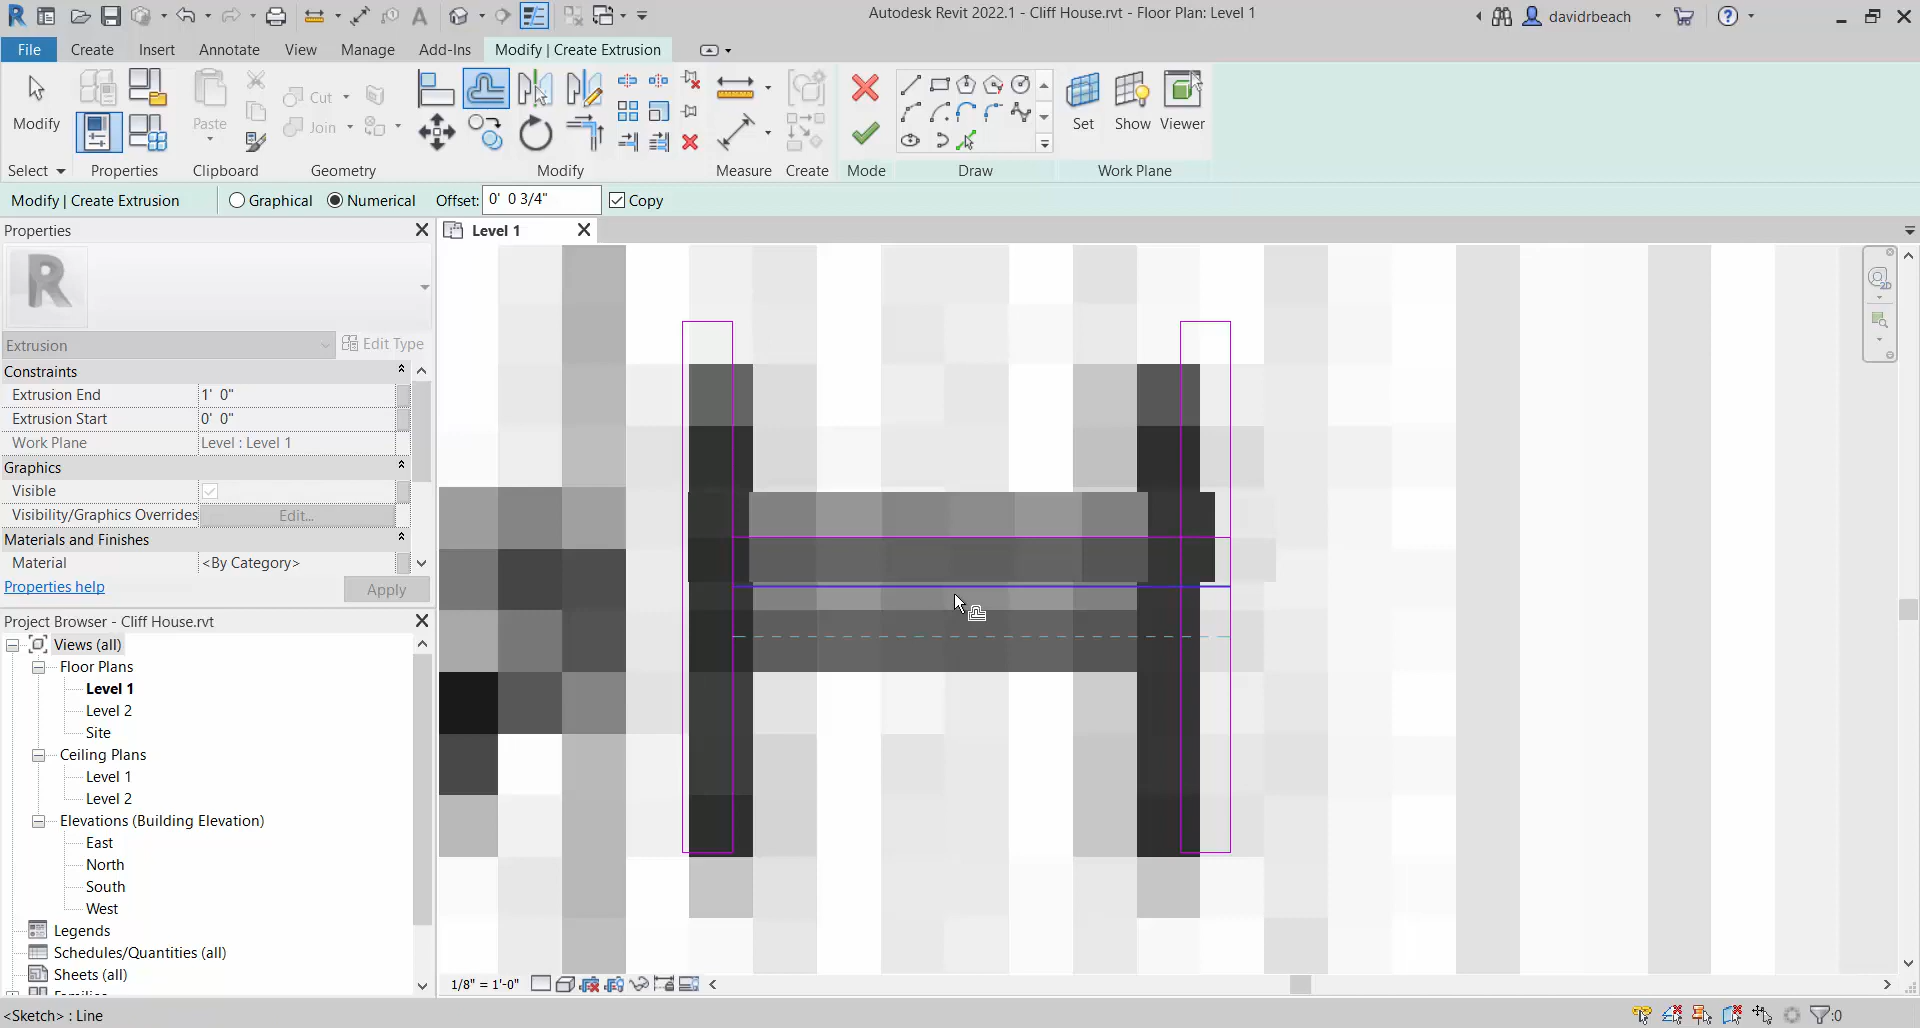 Autodesk Revit 2022.1 - Cliff House.rvt - Floor Plan: Level 1
davidrbeach
File
Create
Insert
Annotate
View
Manage
Add-Ins
Modify | Create Extrusion
Modify
Paste
Cut
Join
Set
Show
Viewer
Select
Properties
Clipboard
Geometry
Modify
Measure
Create
Mode
Draw
Work Plane
Modify | Create Extrusion
Graphical
Numerical
Offset:
0' 0 3/4"
Copy
Properties
Level 1
R
Extrusion
Edit Type
Constraints
Extrusion End
1' 0"
Extrusion Start
0' 0"
Work Plane
Level : Level 1
Graphics
Visible
Visibility/Graphics Overrides
Edit...
Materials and Finishes
Material
<By Category>
Properties help
Apply
Project Browser - Cliff House.rvt
Views (all)
Floor Plans
Level 1
Level 2
Site
Ceiling Plans
Level 1
Level 2
Elevations (Building Elevation)
East
North
South
West
Legends
Schedules/Quantities (all)
Sheets (all)
1/8" = 1'-0"
<Sketch> : Line
:0